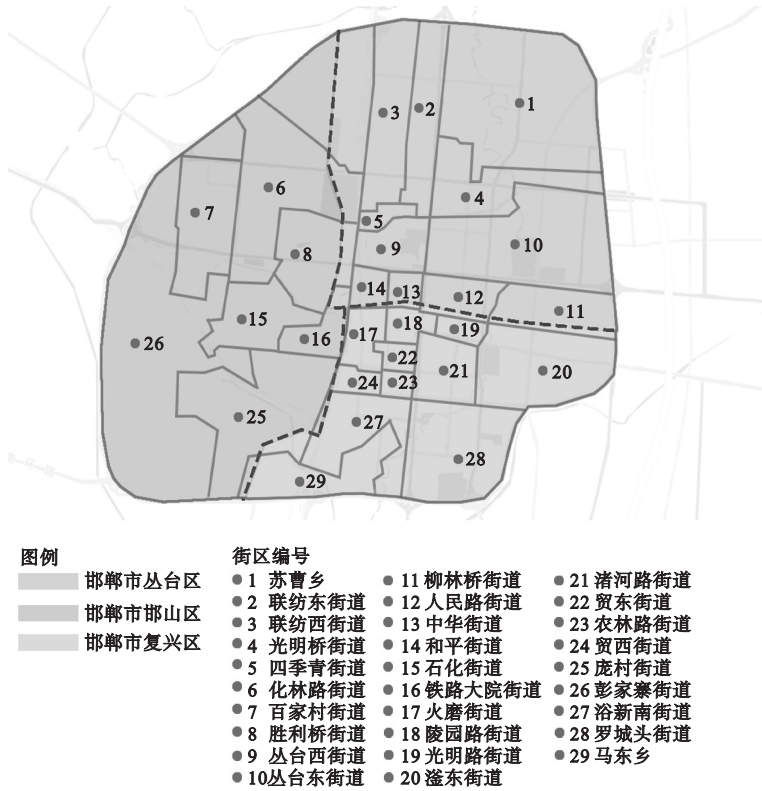 1
2
3
4
5
6
7
8
9
10
11
12
13
14
15
16
17
18
19
20
21
22
23
24
25
26
27
28
29
图例
邯郸市丛台区
邯郸市邯山区
邯郸市复兴区
街区编号
1 苏曹乡
2 联纺东街道
3 联纺西街道
4 光明桥街道
5 四季青街道
6 化林路街道
7 百家村街道
8 胜利桥街道
9 丛台西街道
10丛台东街道
11 柳林桥街道
12 人民路街道
13 中华街道
14 和平街道
15 石化街道
16 铁路大院街道
17 火磨街道
18 陵园路街道
19 光明路街道
20 滏东街道
21 渚河路街道
22 贸东街道
23 农林路街道
24 贸西街道
25 庞村街道
26 彭家寨街道
27 浴新南街道
28 罗城头街道
29 马东乡